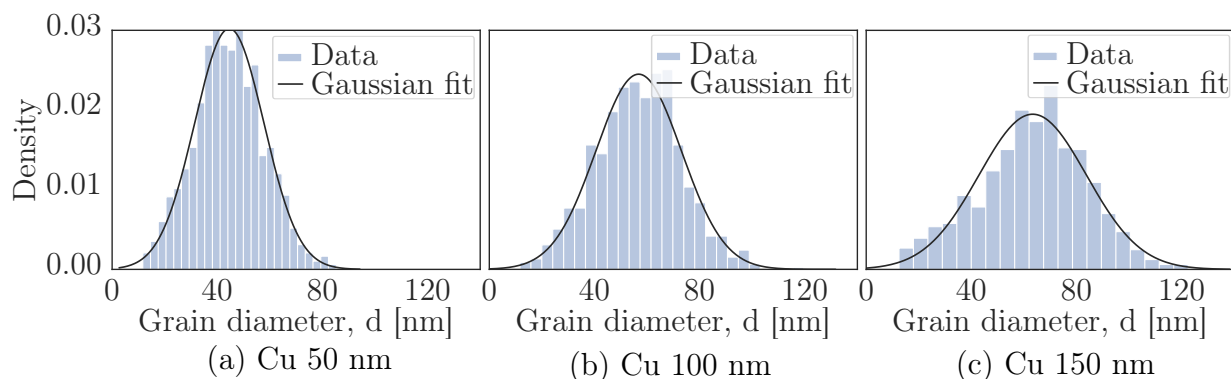 0.03
0.02
0.01
0.00
Density
Data
Gaussian fit
0 40 80 120
Grain diameter, d [nm]
(a) Cu 50 nm
Data
Gaussian fit
0 40 80 120
Grain diameter, d [nm]
(b) Cu 100 nm
Data
Gaussian fit
0 40 80 120
Grain diameter, d [nm]
(c) Cu 150 nm